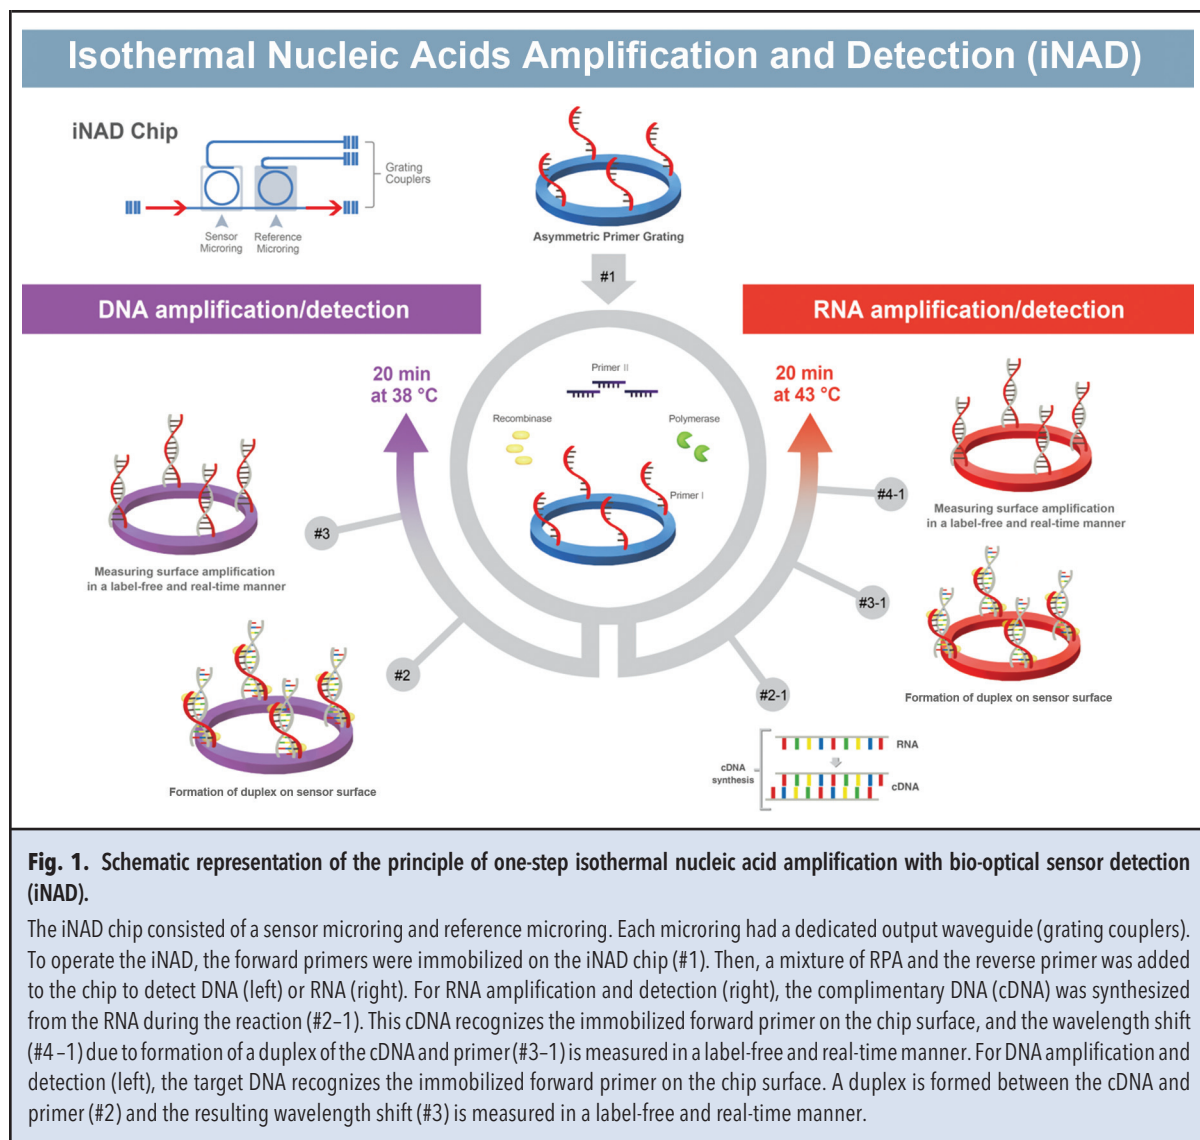 Isothermal Nucleic Acids Amplification and Detection (iNAD)
iNAD Chip
Grating
Couplers
Sensor
Microring
Reference
Microring
Asymmetric Primer Grating
#1
DNA amplification/detection
RNA amplification/detection
20 min
at 38 °C
20 min
at 43 °C
Primer II
Recombinase
Polymerase
Primer I
#3
Measuring surface amplification
in a label-free and real-time manner
#2
Formation of duplex on sensor surface
#4-1
Measuring surface amplification
in a label-free and real-time manner
#3-1
Formation of duplex on sensor surface
#2-1
cDNA
synthesis
RNA
cDNA
Fig. 1. Schematic representation of the principle of one-step isothermal nucleic acid amplification with bio-optical sensor detection
(iNAD).
The iNAD chip consisted of a sensor microring and reference microring. Each microring had a dedicated output waveguide (grating couplers).
To operate the iNAD, the forward primers were immobilized on the iNAD chip (#1). Then, a mixture of RPA and the reverse primer was added
to the chip to detect DNA (left) or RNA (right). For RNA amplification and detection (right), the complimentary DNA (cDNA) was synthesized
from the RNA during the reaction (#2–1). This cDNA recognizes the immobilized forward primer on the chip surface, and the wavelength shift
(#4–1) due to formation of a duplex of the cDNA and primer (#3–1) is measured in a label-free and real-time manner. For DNA amplification and
detection (left), the target DNA recognizes the immobilized forward primer on the chip surface. A duplex is formed between the cDNA and
primer (#2) and the resulting wavelength shift (#3) is measured in a label-free and real-time manner.